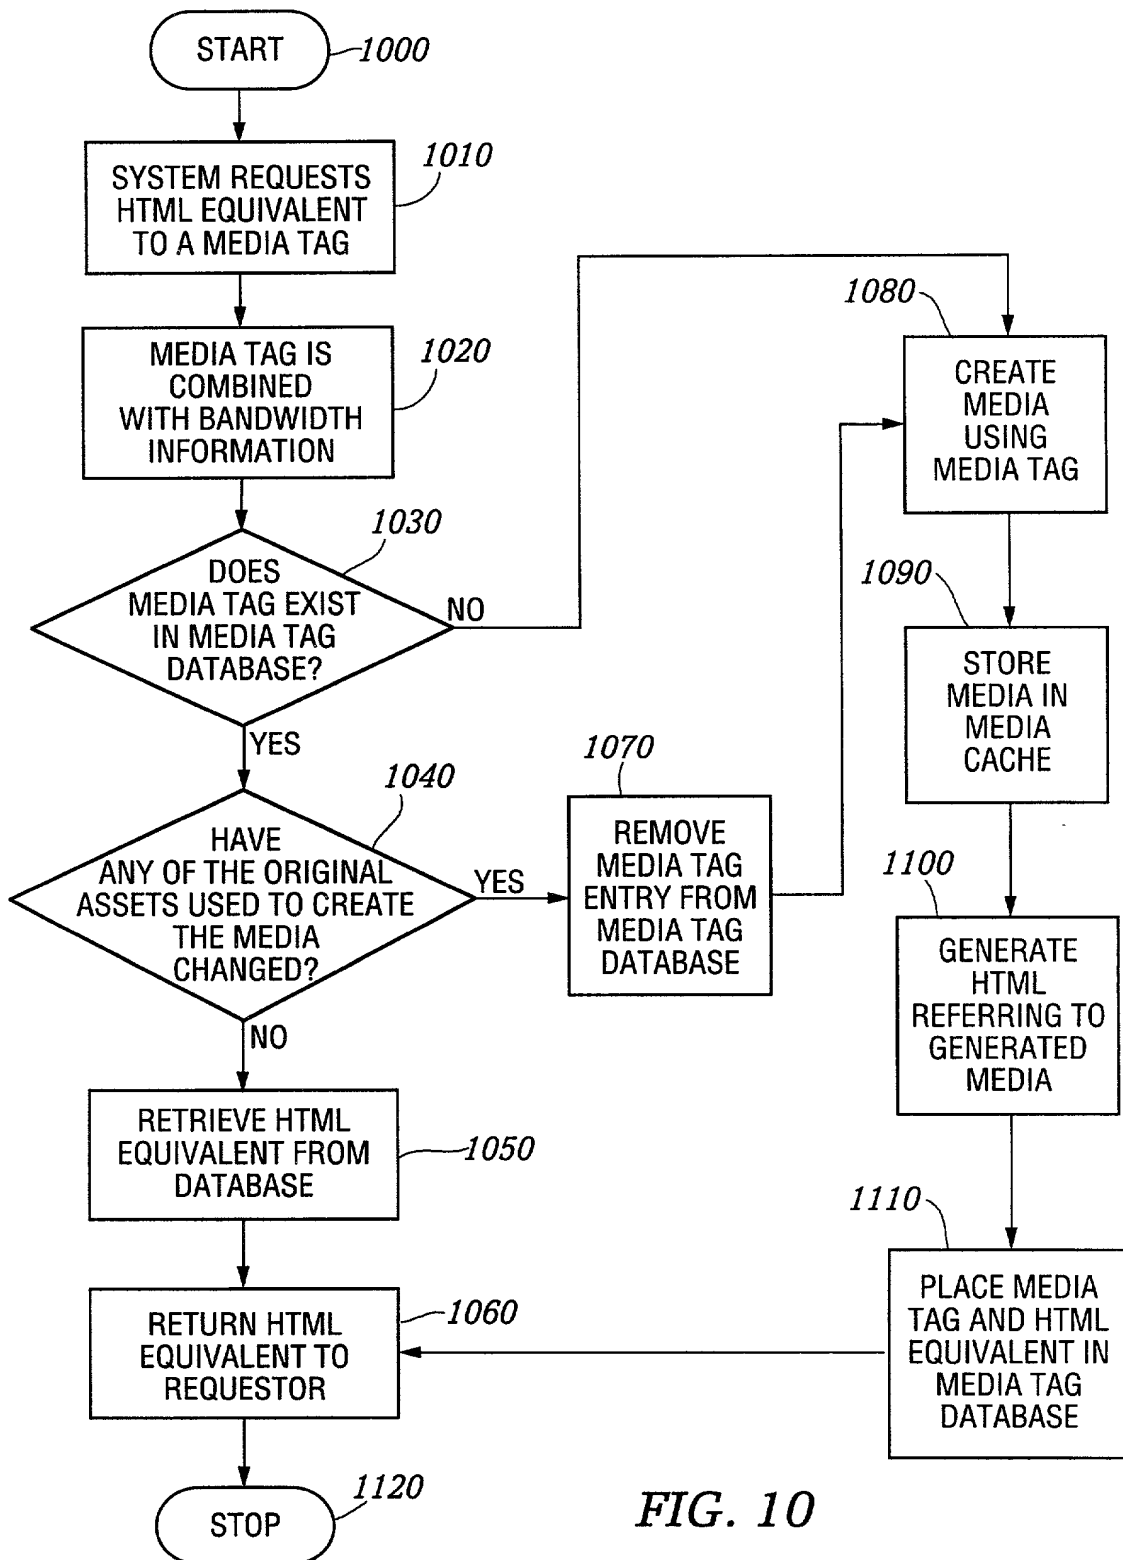 START
1000
SYSTEM REQUESTS
HTML EQUIVALENT
TO A MEDIA TAG
1010
MEDIA TAG IS
COMBINED
WITH BANDWIDTH
INFORMATION
1020
DOES
MEDIA TAG EXIST
IN MEDIA TAG
DATABASE?
1030
NO
YES
HAVE
ANY OF THE ORIGINAL
ASSETS USED TO CREATE
THE MEDIA
CHANGED?
1040
YES
NO
REMOVE
MEDIA TAG
ENTRY FROM
MEDIA TAG
DATABASE
1070
CREATE
MEDIA
USING
MEDIA TAG
1080
STORE
MEDIA IN
MEDIA
CACHE
1090
GENERATE
HTML
REFERRING TO
GENERATED
MEDIA
1100
RETRIEVE HTML
EQUIVALENT FROM
DATABASE
1050
PLACE MEDIA
TAG AND HTML
EQUIVALENT IN
MEDIA TAG
DATABASE
1110
RETURN HTML
EQUIVALENT TO
REQUESTOR
1060
STOP
1120
FIG. 10